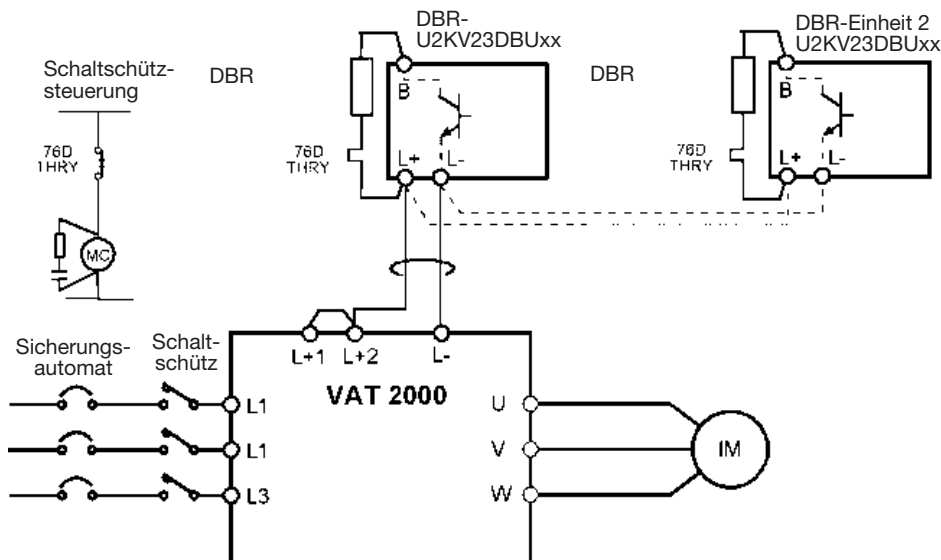 DBR-
U2KV23DBUxx
DBR-Einheit 2
U2KV23DBUxx
Schaltschütz-
steuerung
DBR
DBR
B
B
76D
THRY
76D
THRY
76D
THRY
L+
L-
L+
L-
MC
Sicherungs-
automat
Schalt-
schütz
L+1
L+2
L-
VAT 2000
L1
L1
L3
U
V
W
IM